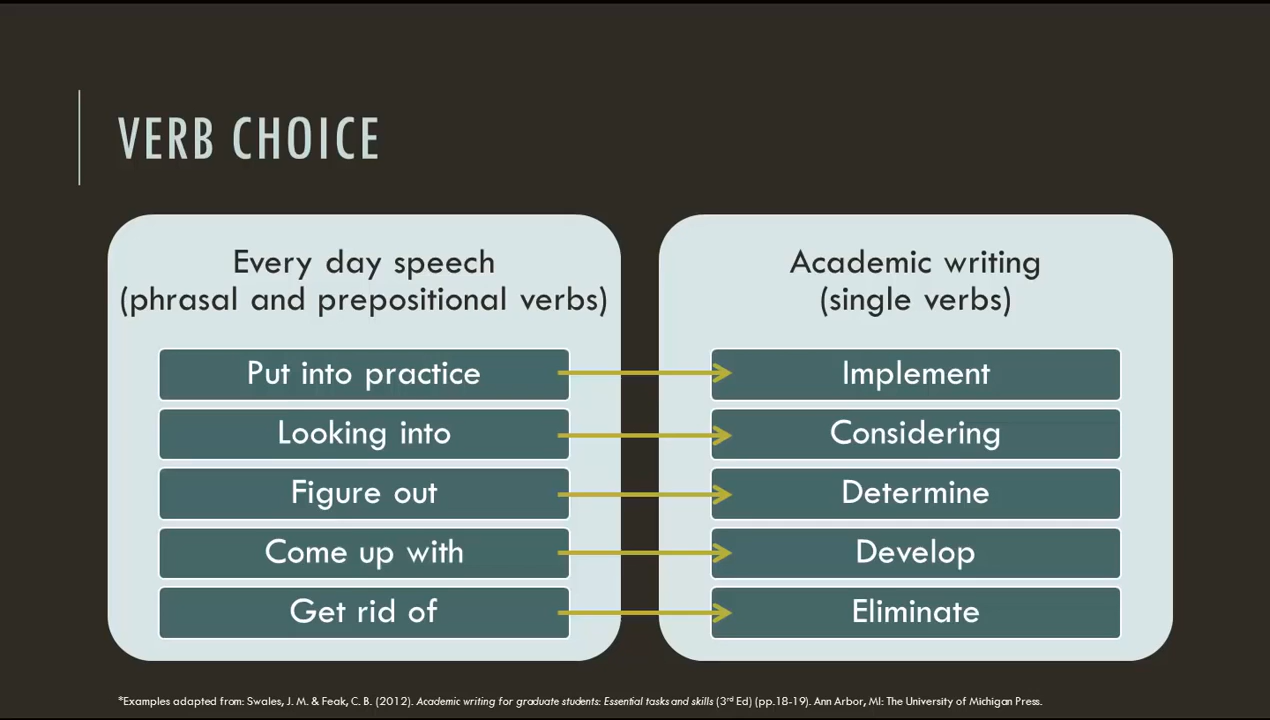 VERB CHOICE
Every day speech
(phrasal and prepositional verbs)
Put into practice
Looking into
Figure out
Come up with
Get rid of
Academic writing
(single verbs)
Implement
Considering
Determine
Develop
Eliminate
*Examples adapted from: Swales, J. M. & Feak, C. B. (2012). Academic writing for graduate students: Essential tasks and skills (3rd Ed) (pp.18-19). Ann Arbor, MI: The University of Michigan Press.